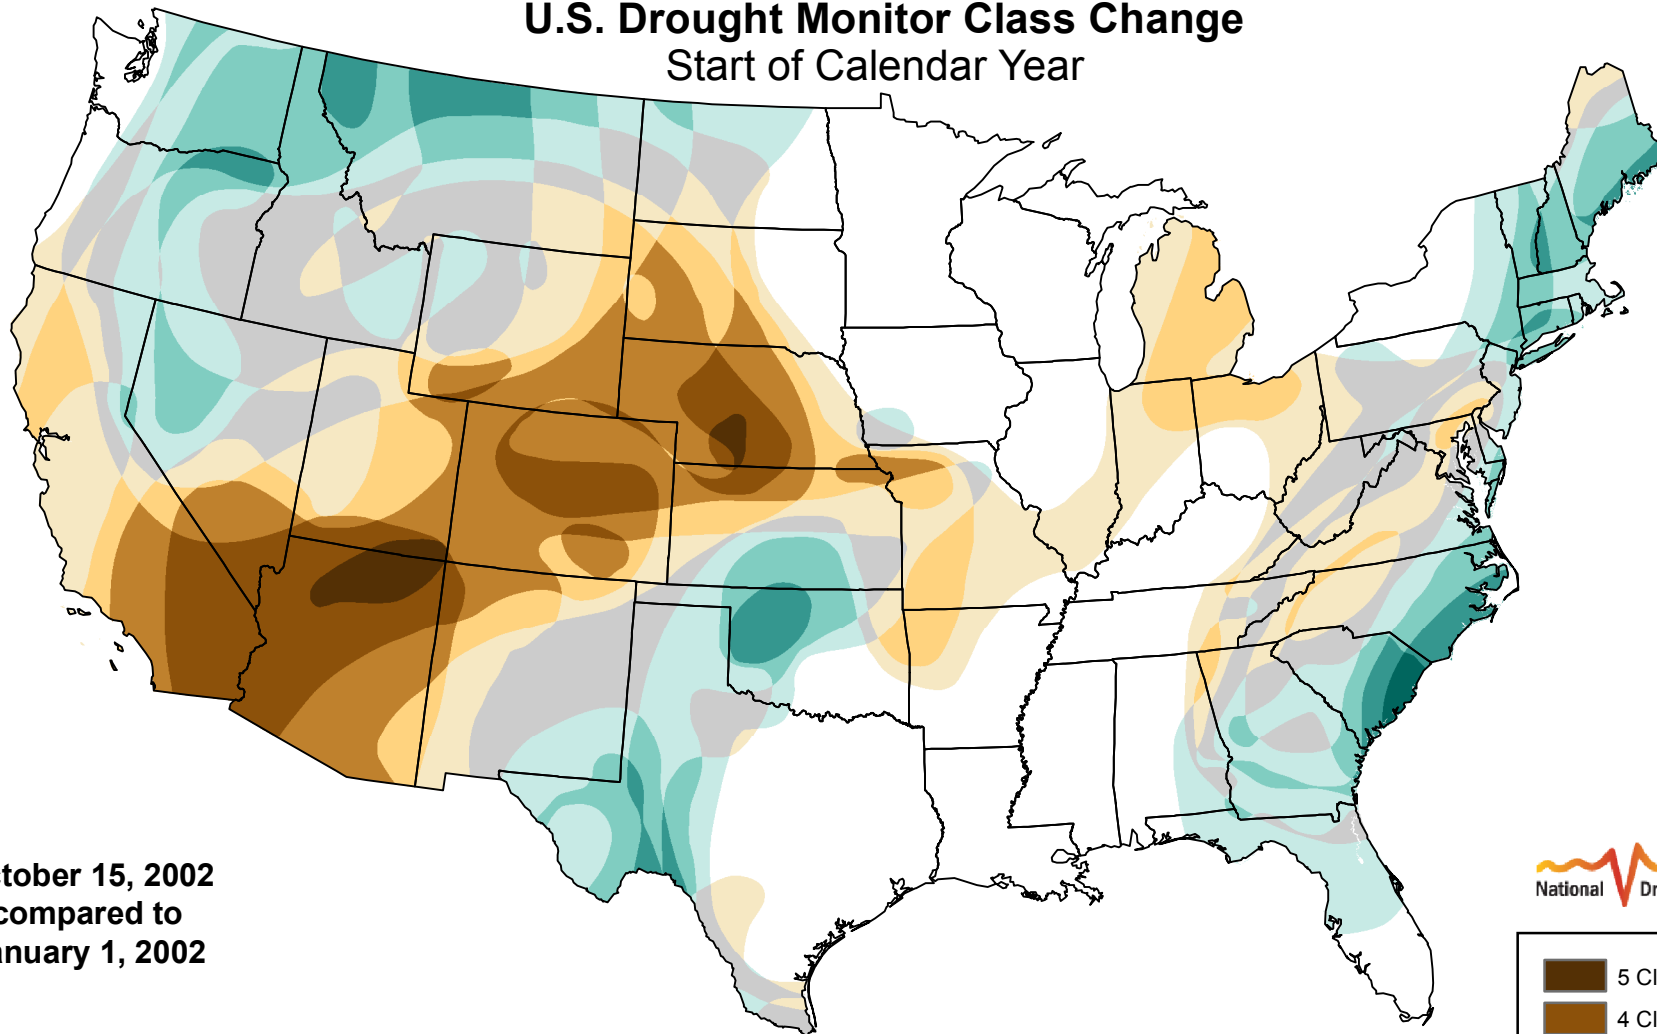 U.S. Drought Monitor Class Change
Start of Calendar Year
tober 15, 2002
compared to
nuary 1, 2002
National Dr
5 Cl
4 Cl